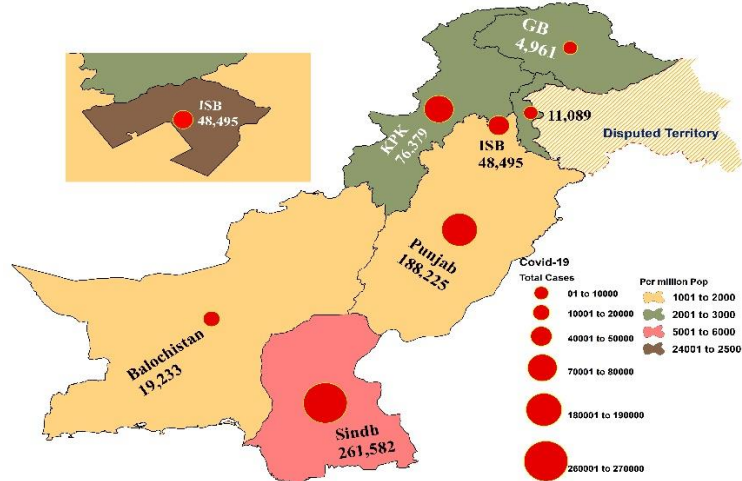 GB
4,961
ISB
48,495
11,089
Disputed Territory
KPK
76,379
ISB
48,495
Punjab
188,225
Balochistan
19,233
Sindh
261,582
Covid-19
Total Cases
01 to 10000
10001 to 20000
40001 to 50000
70001 to 80000
180001 to 190000
260001 to 270000
Per million Pop
1001 to 2000
2001 to 3000
5001 to 6000
24001 to 2500